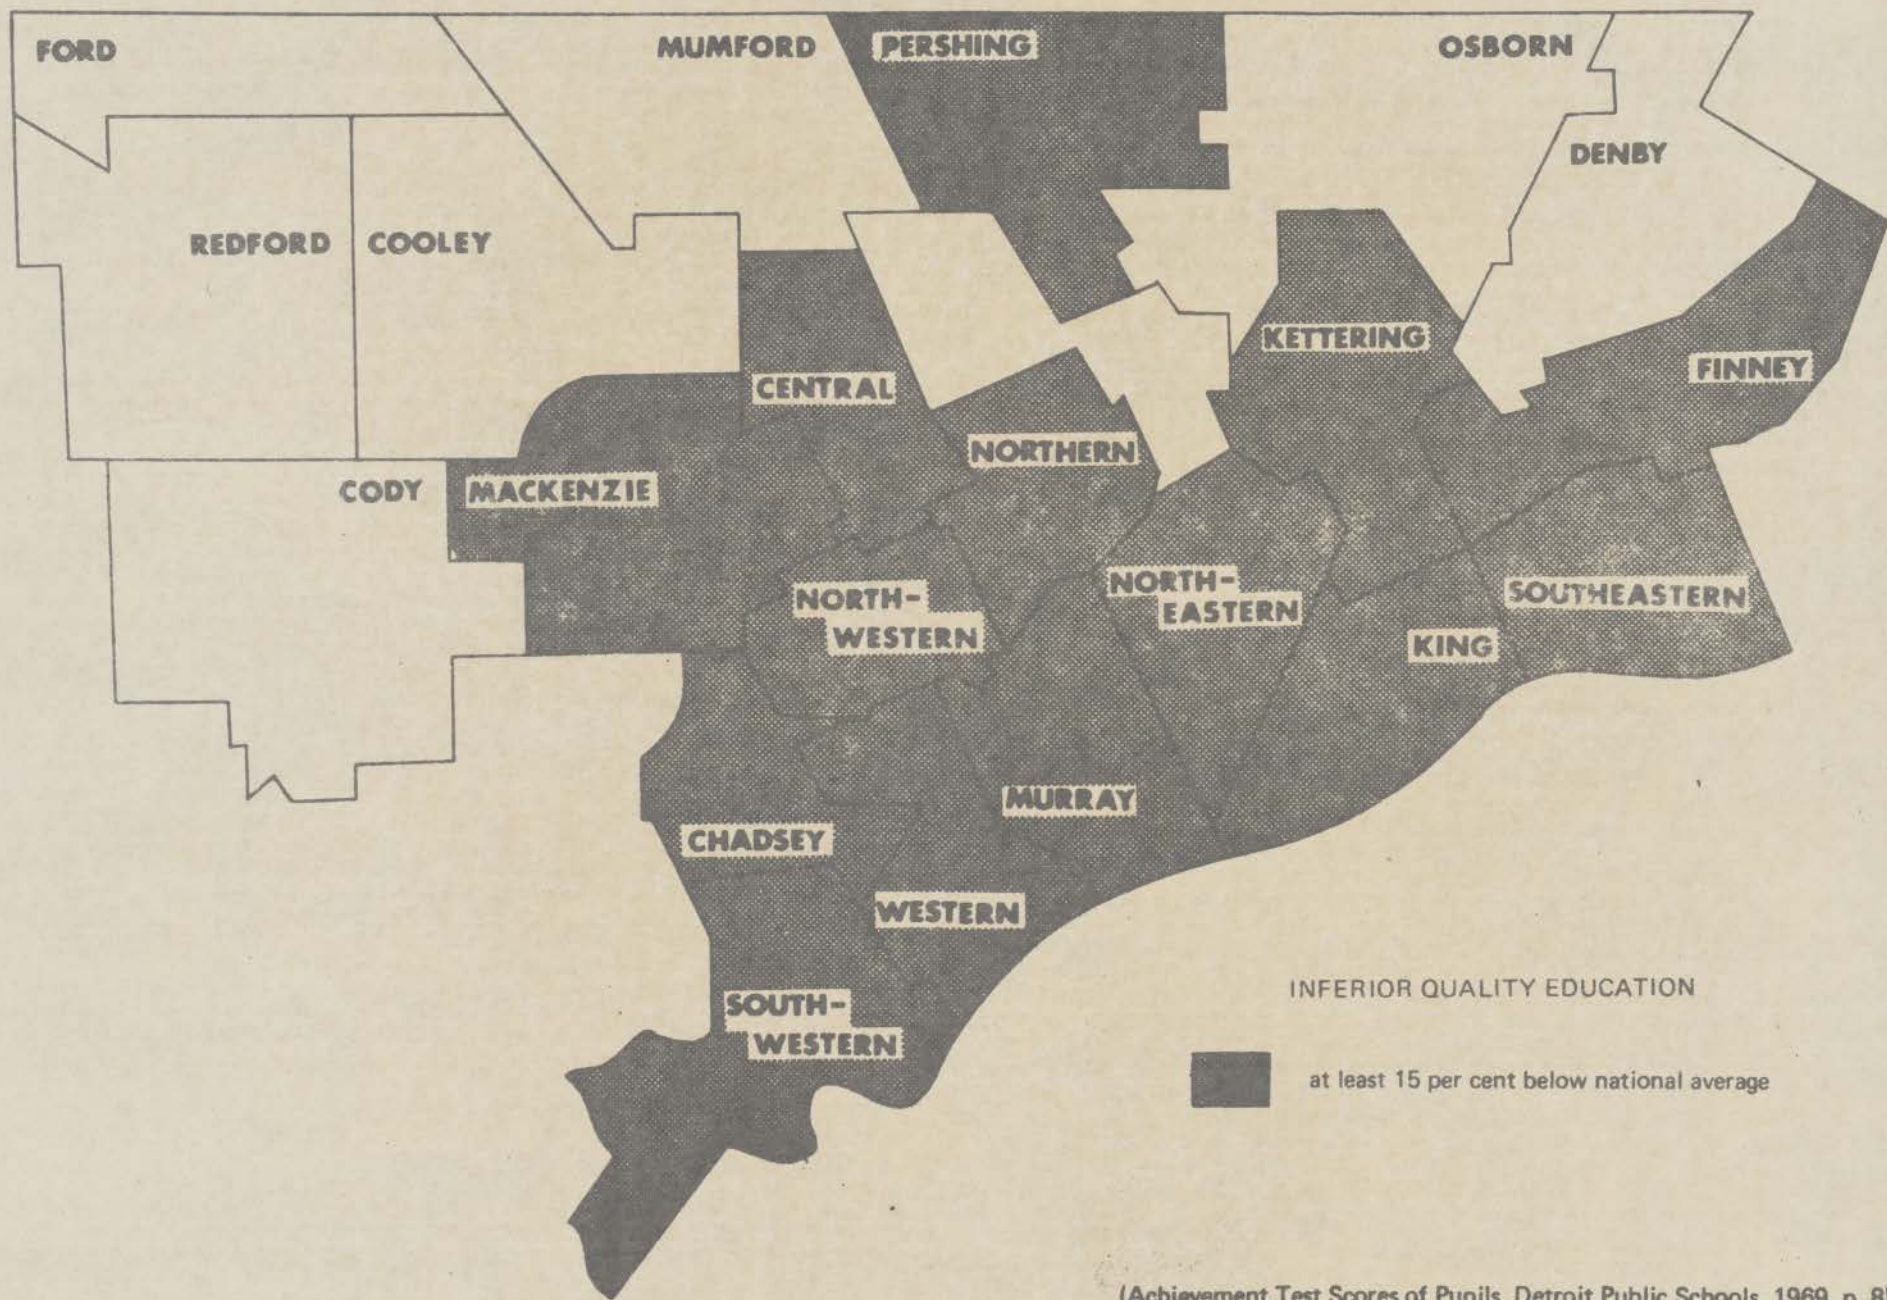 FORD
MUMFORD
PERSHING
OSBORN
DENBY
REDFORD
COOLEY
KETTERING
FINNEY
CENTRAL
NORTHERN
CODY
MACKENZIE
NORTH-
WESTERN
NORTH-
EASTERN
SOUTHEASTERN
KING
MURRAY
CHADSEY
WESTERN
SOUTH-
WESTERN
INFERIOR QUALITY EDUCATION
at least 15 per cent below national average
(Achievement Test Scores of Pupils, Detroit Public Schools, 1969, p. 8